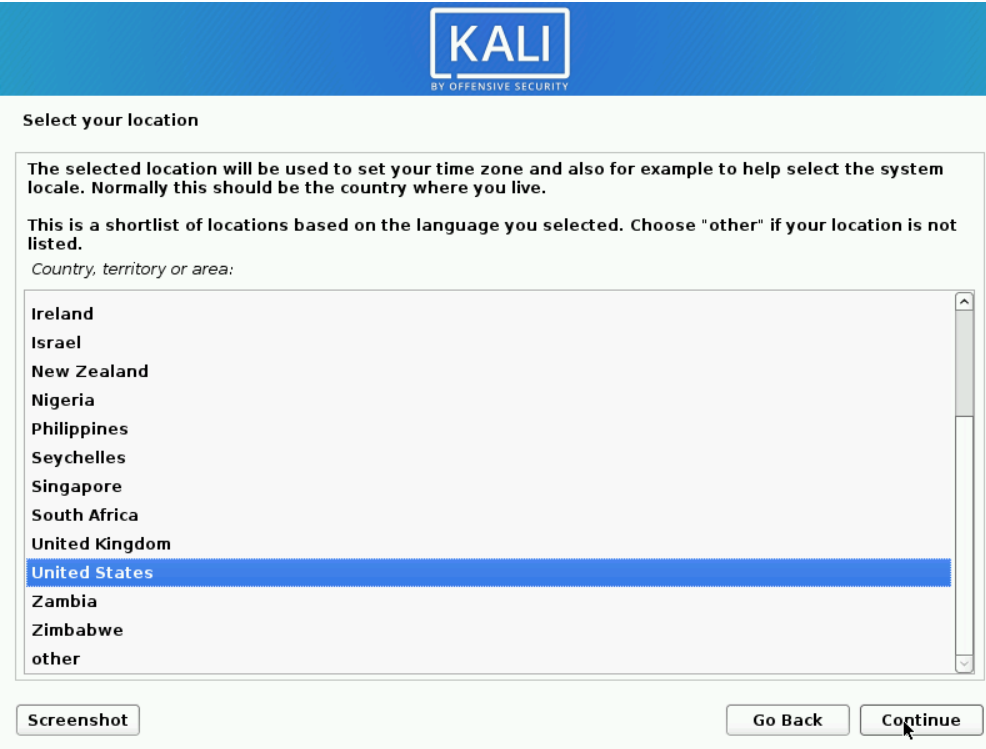 KALI
BY OFFENSIVE SECURITY
Select your location
The selected location will be used to set your time zone and also for example to help select the system
locale. Normally this should be the country where you live.
This is a shortlist of locations based on the language you selected. Choose "other" if your location is not
listed.
Country, territory or area:
Ireland
Israel
New Zealand
Nigeria
Philippines
Seychelles
Singapore
South Africa
United Kingdom
United States
Zambia
Zimbabwe
other
Screenshot
Go Back
Continue